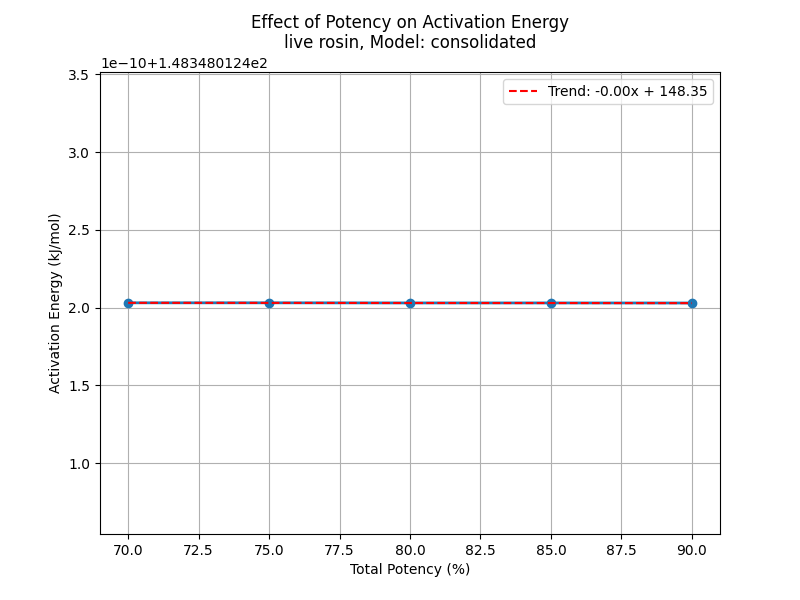 Effect of Potency on Activation Energy
live rosin, Model: consolidated
1e−10+1.483480124e2
Trend: -0.00x + 148.35
3.5
3.0
2.5
2.0
1.5
1.0
Activation Energy (kJ/mol)
70.0 72.5 75.0 77.5 80.0 82.5 85.0 87.5 90.0
Total Potency (%)